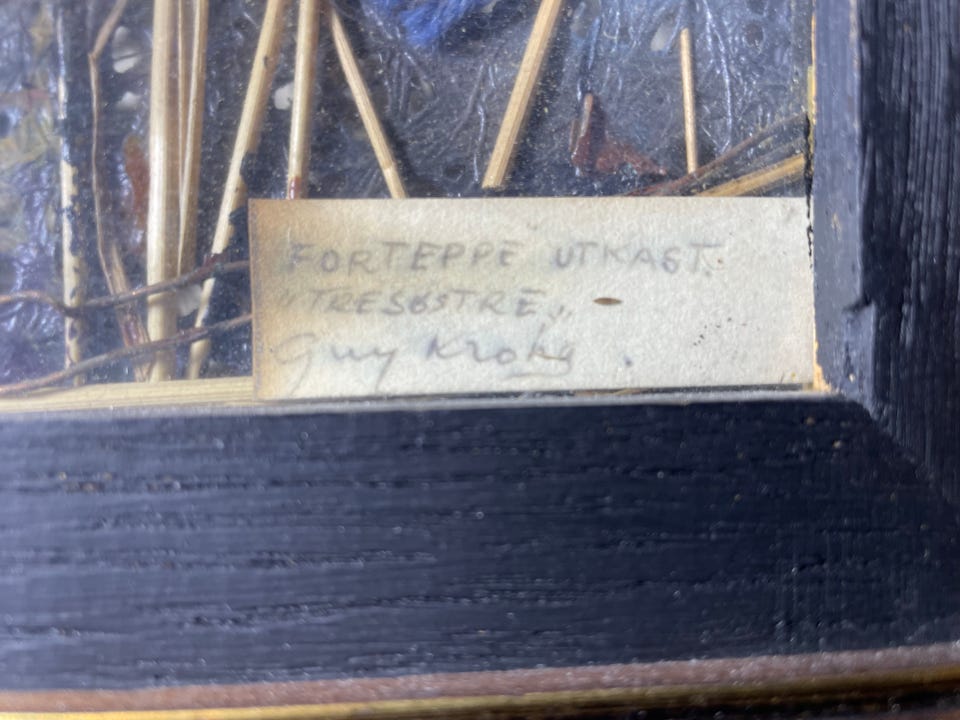 FORTEPPE UTKAST.
"TRESØSTRE"
Guy Krohg